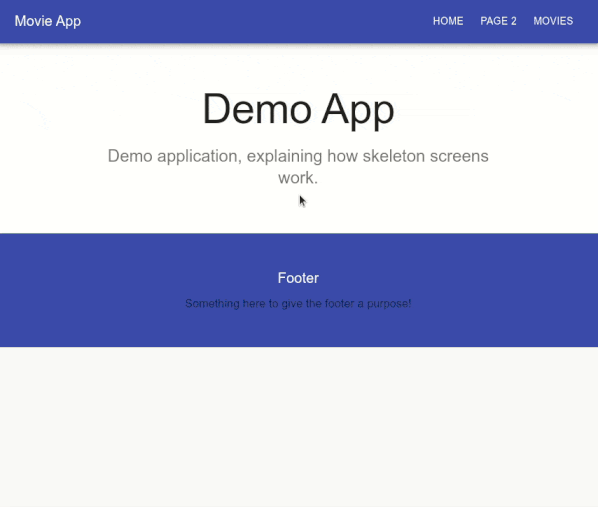 Movie App
HOME PAGE 2 MOVIES
Demo App
Demo application, explaining how skeleton screens
work.
Footer
Something here to give the footer a purpose!